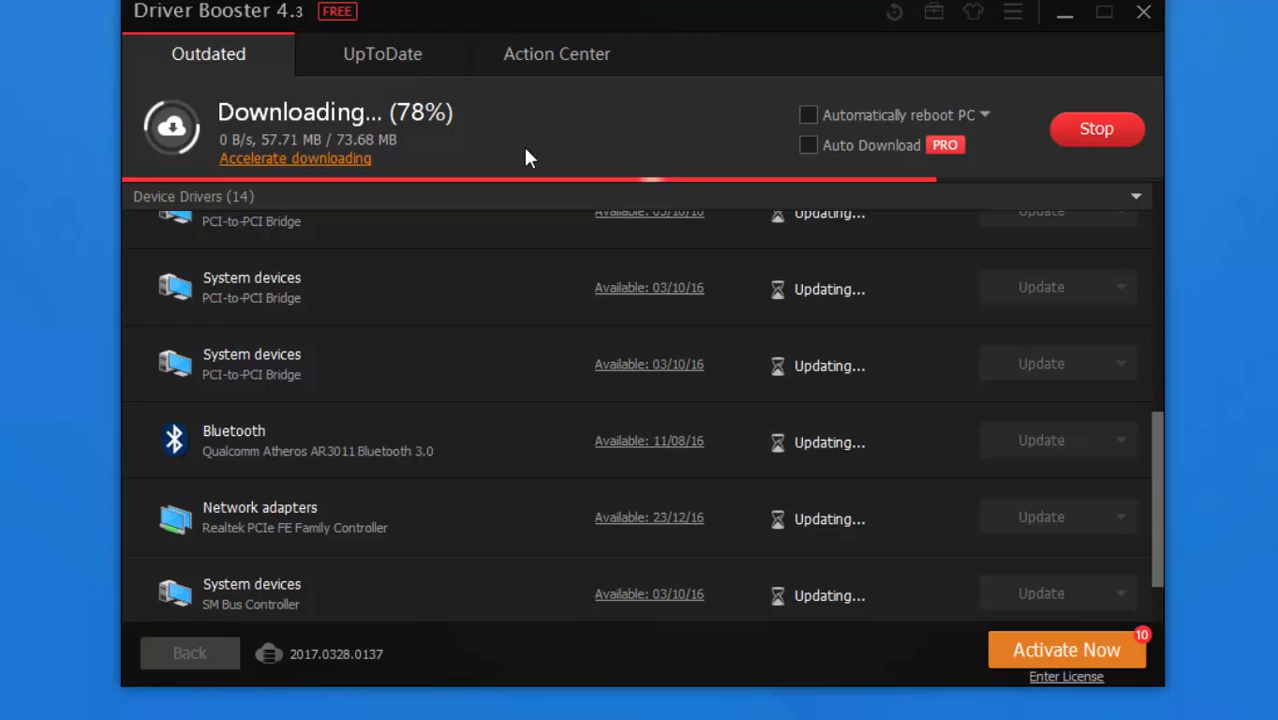 Driver Booster 4.3 FREE
Outdated UpToDate Action Center
Downloading... (78%)
0 B/s, 57.71 MB / 73.68 MB
Accelerate downloading
Automatically reboot PC
Auto Download PRO
Stop
Device Drivers (14)
PCI-to-PCI Bridge Available: 03/10/16 Updating... Update
System devices
PCI-to-PCI Bridge Available: 03/10/16 Updating... Update
System devices
PCI-to-PCI Bridge Available: 03/10/16 Updating... Update
Bluetooth
Qualcomm Atheros AR3011 Bluetooth 3.0 Available: 11/08/16 Updating... Update
Network adapters
Realtek PCIe FE Family Controller Available: 23/12/16 Updating... Update
System devices
SM Bus Controller Available: 03/10/16 Updating... Update
Back 2017.0328.0137 Activate Now 10
Enter License